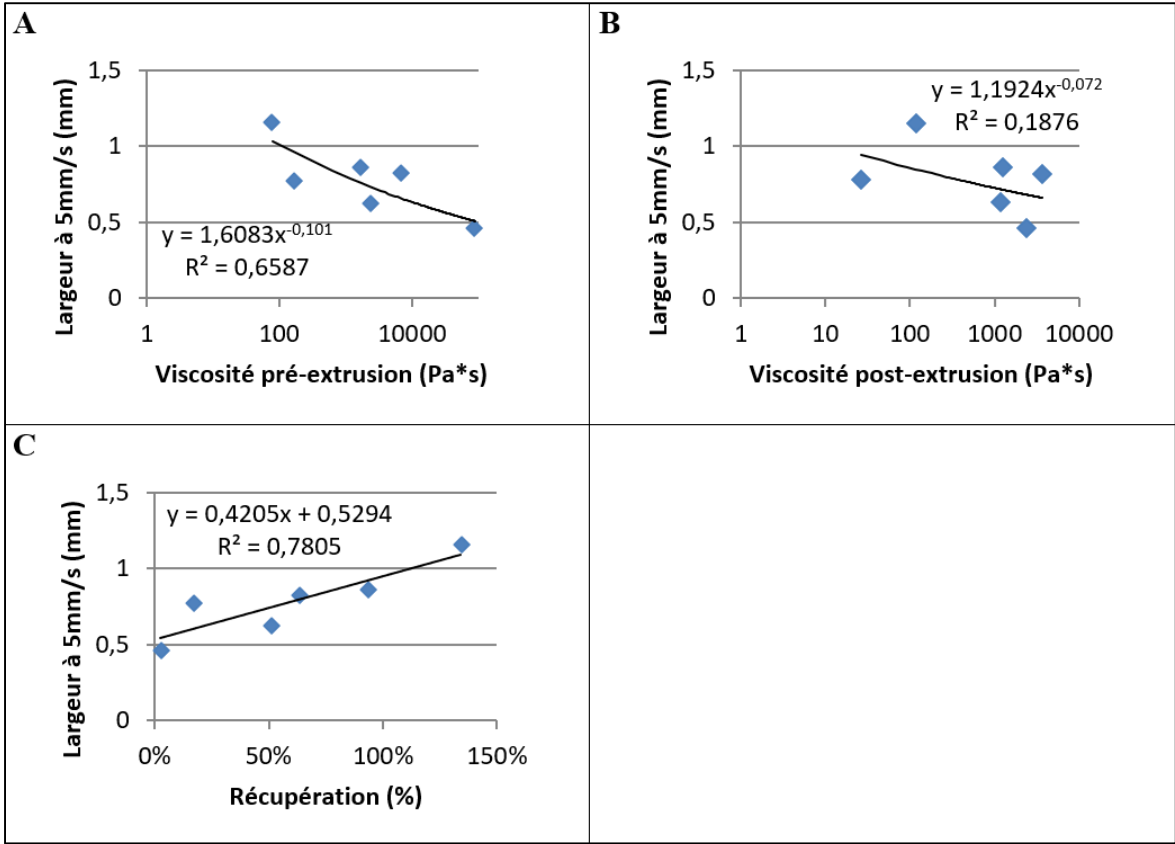 A
Largeur à 5mm/s (mm)
1,5
1
0,5
0
y = 1,6083x^-0,101
R² = 0,6587
1 100 10000
Viscosité pré-extrusion (Pa*s)
B
Largeur à 5mm/s (mm)
1,5
1
0,5
0
y = 1,1924x^-0,072
R² = 0,1876
1 10 100 1000 10000
Viscosité post-extrusion (Pa*s)
C
Largeur à 5mm/s (mm)
1,5
1
0,5
0
y = 0,4205x + 0,5294
R² = 0,7805
0% 50% 100% 150%
Récupération (%)